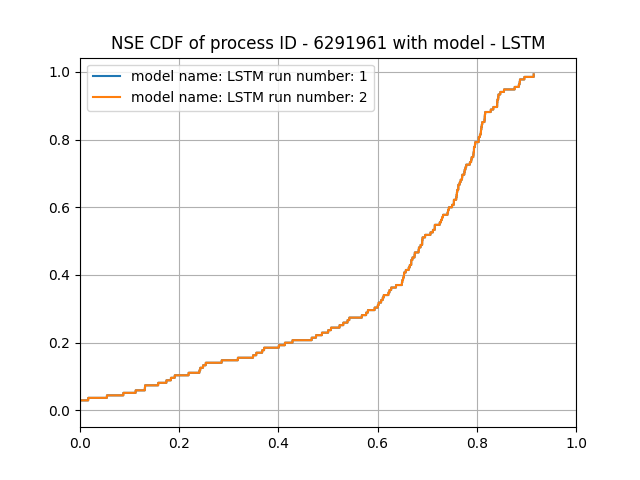 NSE CDF of process ID - 6291961 with model - LSTM
model name: LSTM run number: 1
model name: LSTM run number: 2
1.0
0.8
0.6
0.4
0.2
0.0
0.0 0.2 0.4 0.6 0.8 1.0